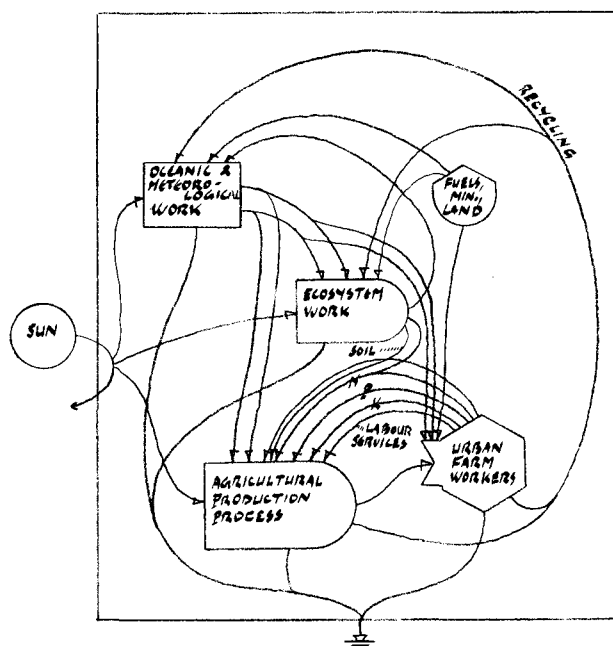 RECYCLING
OCEANIC &
METEORO-
LOGICAL
WORK
FUELS,
MIN.,
LAND
ECOSYSTEM
WORK
SUN
SOIL
N
P
K
LABOUR
SERVICES
AGRICULTURAL
PRODUCTION
PROCESS
URBAN
FARM
WORKERS